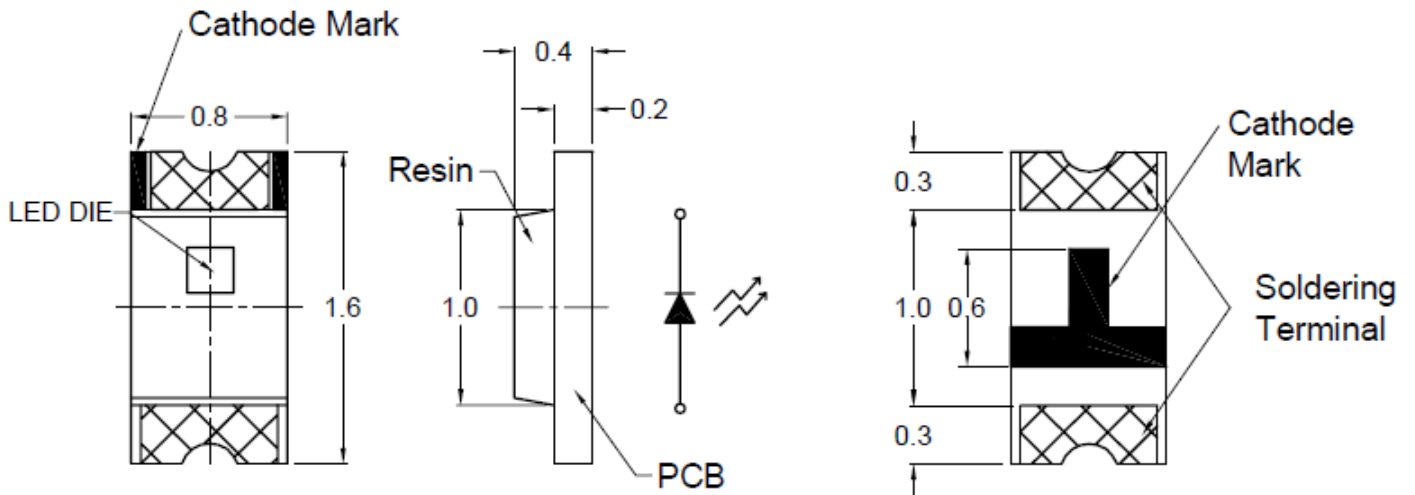 Cathode Mark
0.8
LED DIE
1.6
0.4
0.2
Resin
1.0
PCB
Cathode
Mark
0.3
1.0
0.6
0.3
Soldering
Terminal